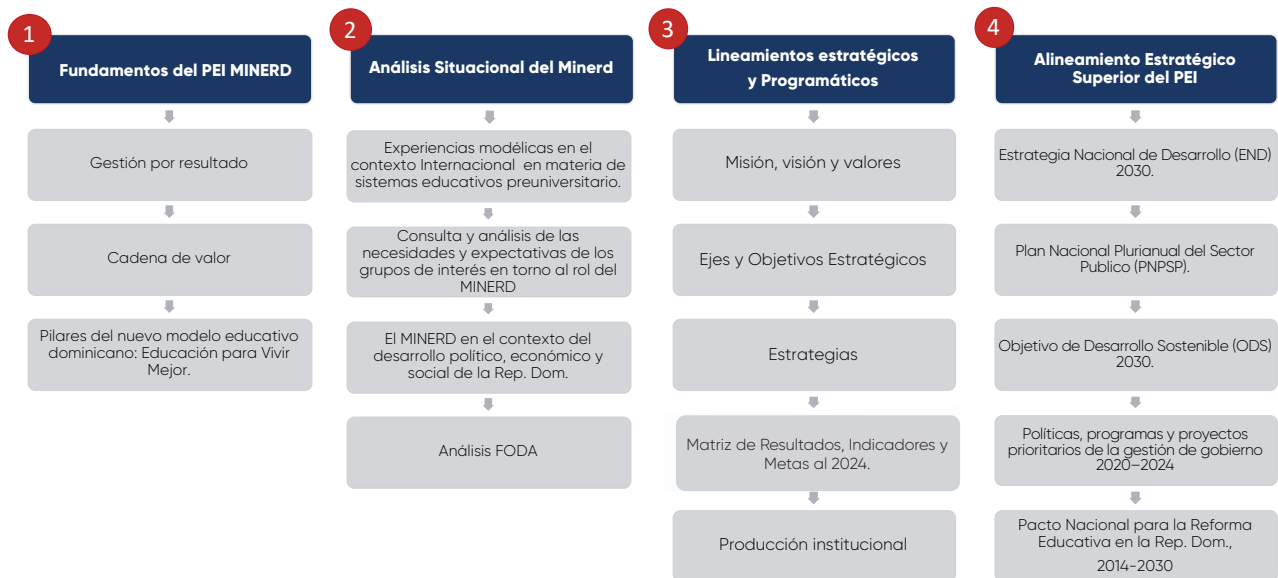 1
Fundamentos del PEI MINERD
Gestión por resultado
Cadena de valor
Pilares del nuevo modelo educativo
dominicano: Educación para Vivir
Mejor.
2
Análisis Situacional del Minerd
Experiencias modélicas en el
contexto Internacional en materia de
sistemas educativos preuniversitario.
Consulta y análisis de las
necesidades y expectativas de los
grupos de interés en torno al rol del
MINERD
El MINERD en el contexto del
desarrollo político, económico y
social de la Rep. Dom.
Análisis FODA
3
Lineamientos estratégicos
y Programáticos
Misión, visión y valores
Ejes y Objetivos Estratégicos
Estrategias
Matriz de Resultados, Indicadores y
Metas al 2024.
Producción institucional
4
Alineamiento Estratégico
Superior del PEI
Estrategia Nacional de Desarrollo (END)
2030.
Plan Nacional Plurianual del Sector
Publico (PNPSP).
Objetivo de Desarrollo Sostenible (ODS)
2030.
Políticas, programas y proyectos
prioritarios de la gestión de gobierno
2020–2024
Pacto Nacional para la Reforma
Educativa en la Rep. Dom.,
2014-2030